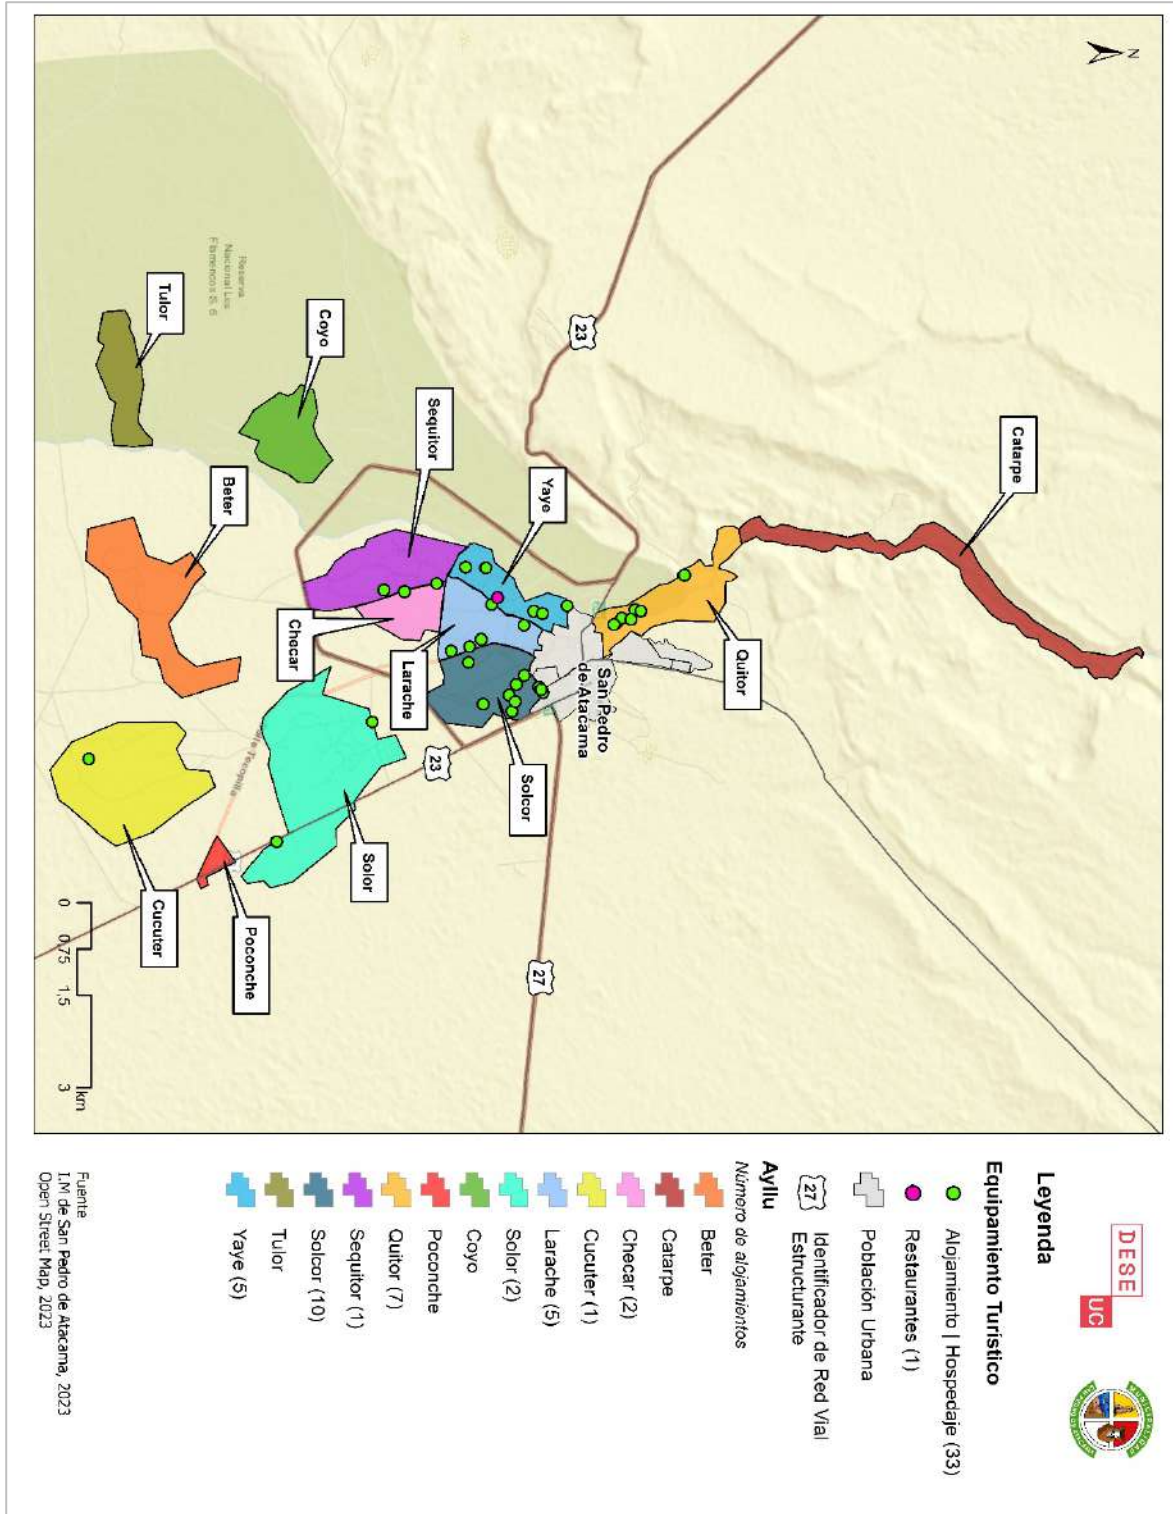 N
Catarpe
23
Reserva
Nacional Los
Flamencos S. 6
Tulor
Coyo
Sequitor
Yaye
Beter
Quitor
San Pedro
de Atacama
Checar
Larache
Solcor
23
Solor
27
Cucuter
Poconche
0 0,75 1,5 3
km
DESE
UC
Leyenda
Equipamiento Turístico
Alojamiento | Hospedaje (33)
Restaurantes (1)
Población Urbana
27 Identificador de Red Vial
Estructurante
Ayllu
Número de alojamientos
Beter
Catarpe
Checar (2)
Cucuter (1)
Larache (5)
Solor (2)
Coyo
Poconche
Quitor (7)
Sequitor (1)
Solcor (10)
Tulor
Yaye (5)
Fuente
I.M de San Pedro de Atacama, 2023
Open Street Map, 2023